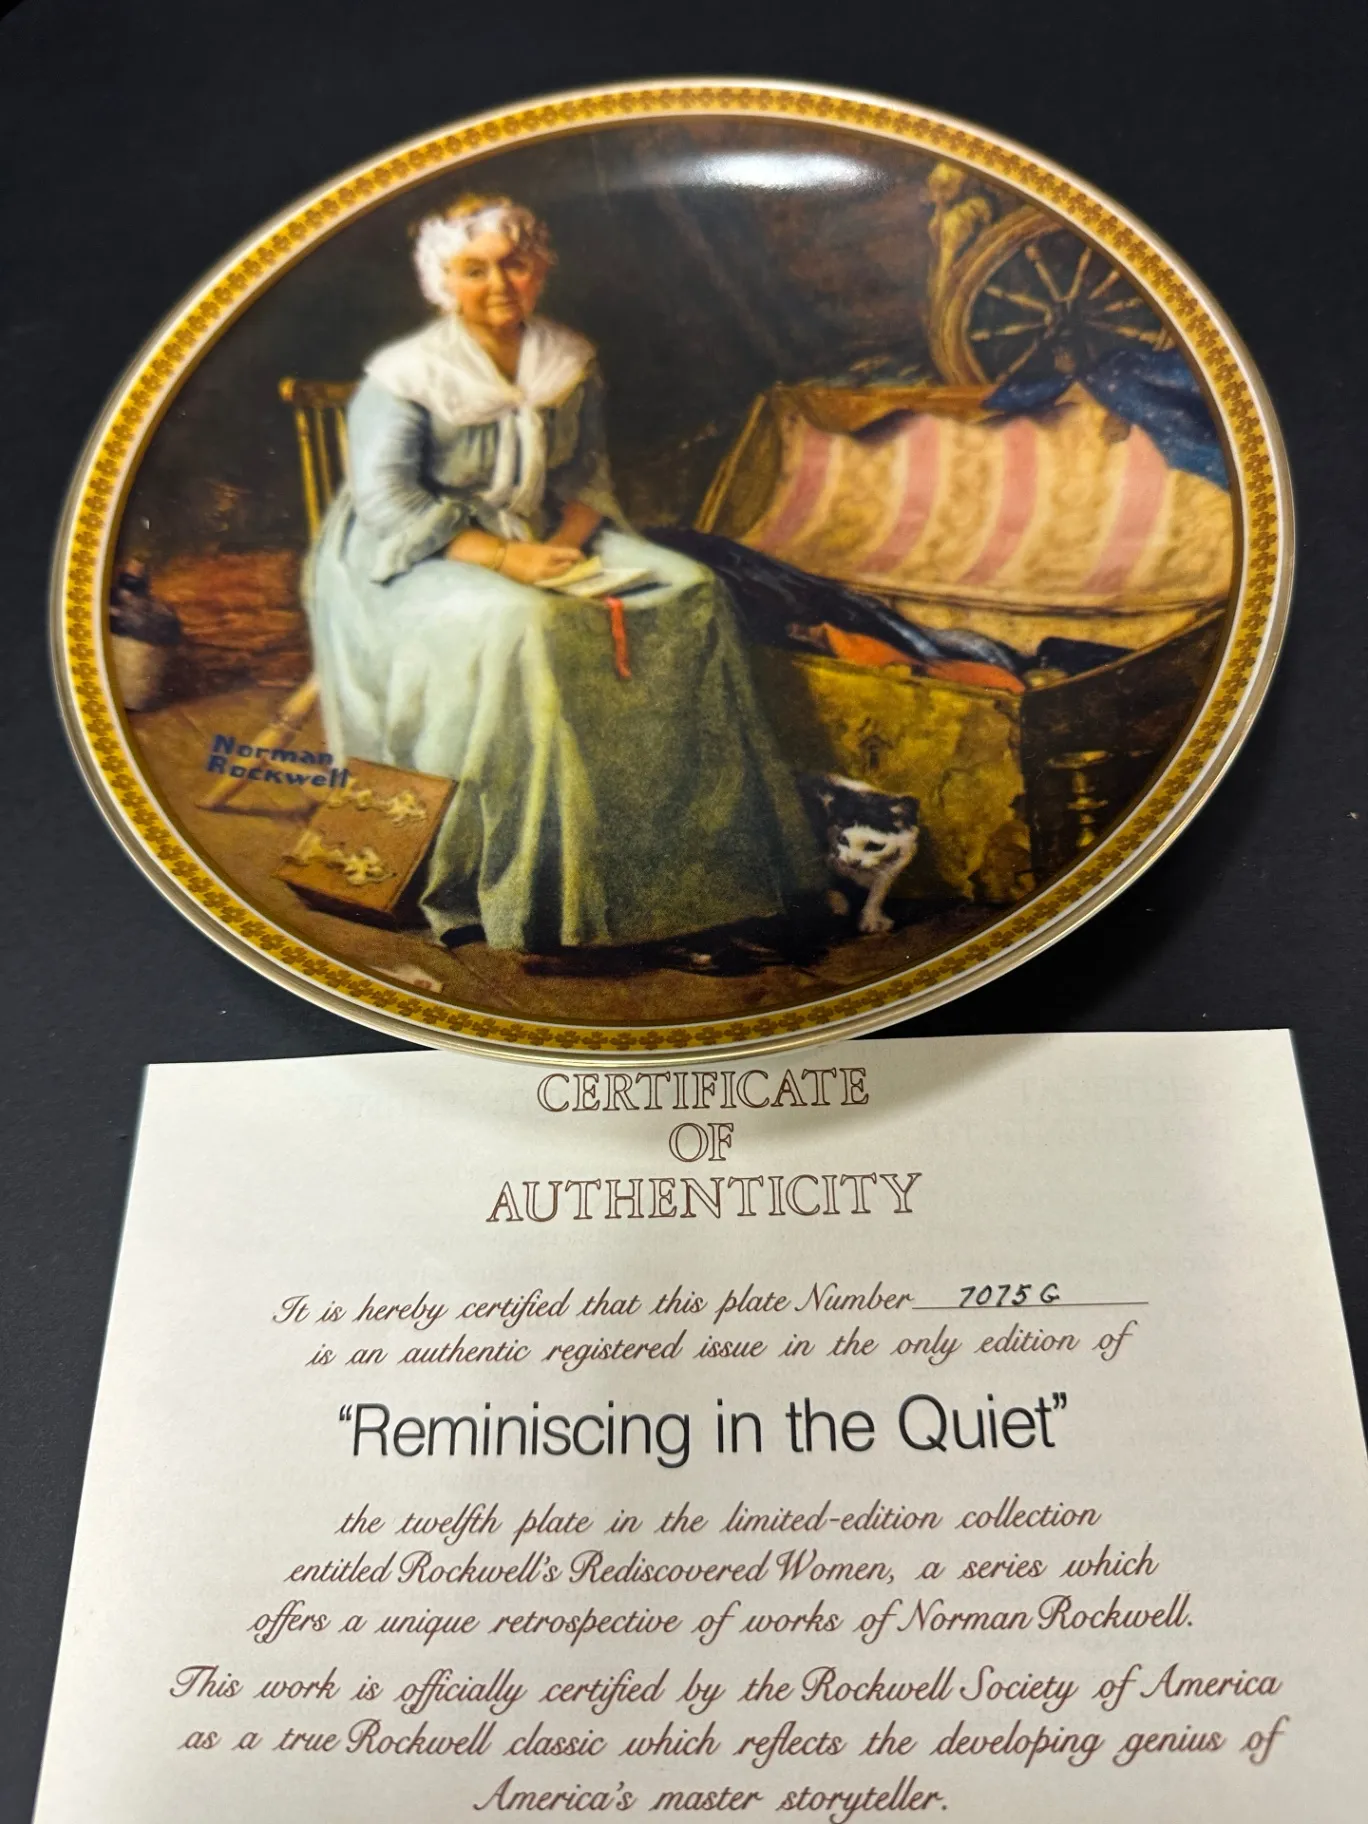 Norman
Rockwell
CERTIFICATE
OF
AUTHENTICITY
It is hereby certified that this plate Number 7075 G
is an authentic registered issue in the only edition of
“Reminiscing in the Quiet”
the twelfth plate in the limited-edition collection
entitled Rockwell's Rediscovered Women, a series which
offers a unique retrospective of works of Norman Rockwell.
This work is officially certified by the Rockwell Society of America
as a true Rockwell classic which reflects the developing genius of
America's master storyteller.